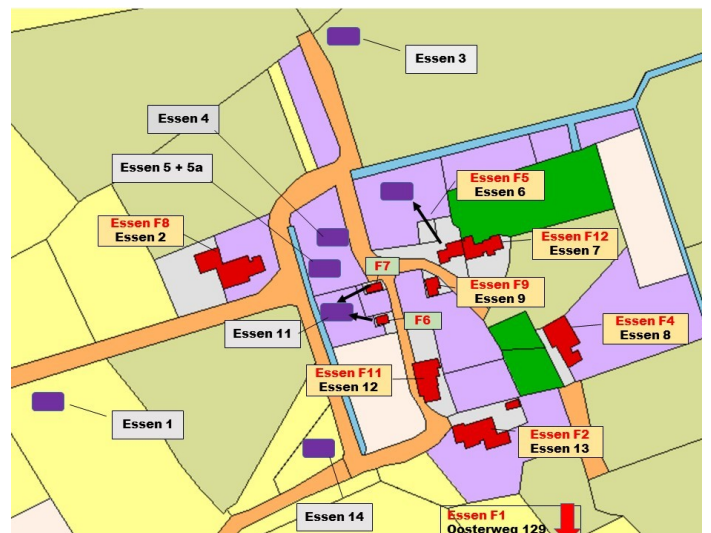 Essen 3
Essen 4
Essen 5 + 5a
Essen F5
Essen 6
Essen F8
Essen 2
Essen F12
Essen 7
F7
Essen F9
Essen 9
F6
Essen F4
Essen 8
Essen 11
Essen F11
Essen 12
Essen 1
Essen F2
Essen 13
Essen 14
Essen F1
Oosterweg 129